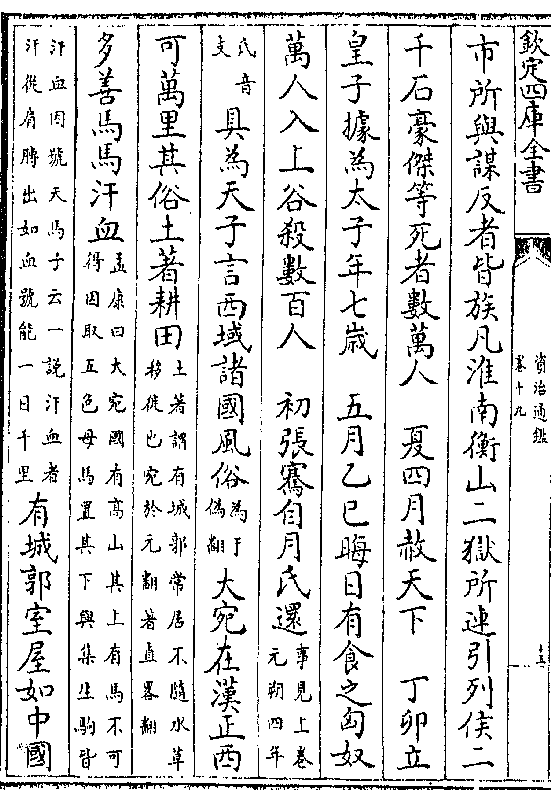 欽定四庫全書
資治通鑑
卷十九
十五
市所與謀反者皆族凡淮南衡山二獄所連引列侯二
千石豪傑等死者數萬人　夏四月赦天下　丁卯立
皇子據為太子年七歳　五月乙巳晦日有食之匈奴
萬人入上谷殺數百人　初張騫自月氏還事見上卷元朔四年
氏音支具為天子言西域諸國風俗為于偽翻大宛在漢正西
可萬里其俗土著耕田土著謂有城郭常居不隨水草移徙也宛於元翻著直畧翻
多善馬馬汗血孟康曰大宛國有高山其上有馬不可得因取五色母馬置其下與集生駒皆
汗血因號天馬子云一説汗血者汗從肩膊出如血號能一日千里有城郭室屋如中國